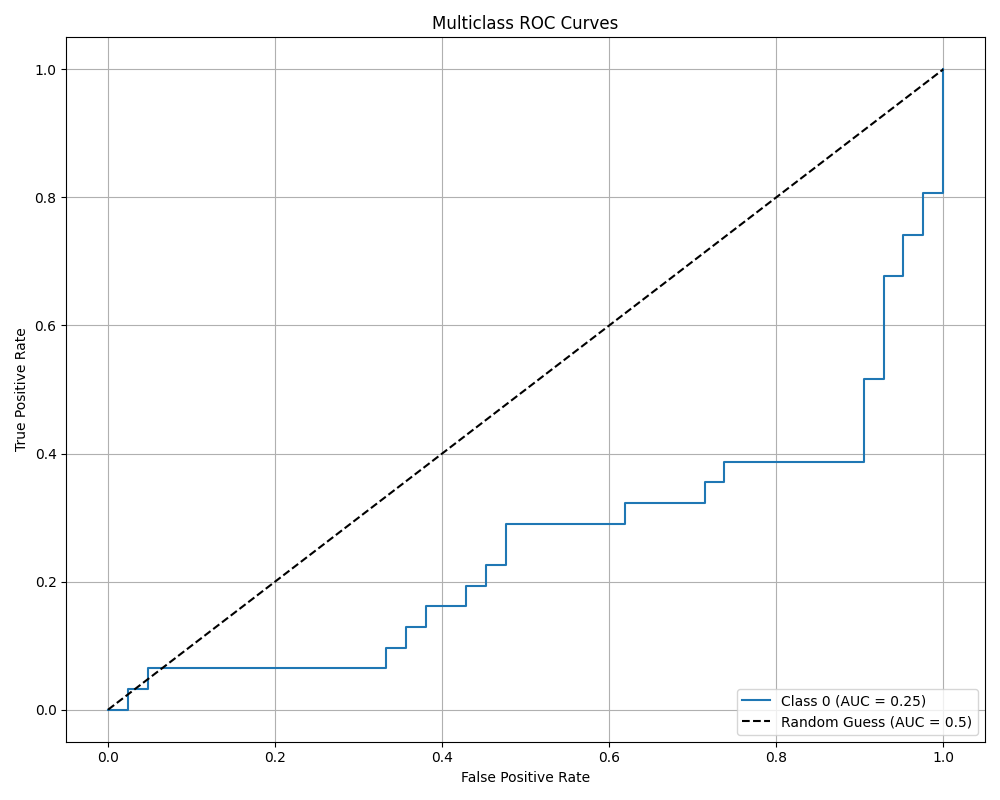 Multiclass ROC Curves
True Positive Rate
1.0
0.8
0.6
0.4
0.2
0.0
0.0 0.2 0.4 0.6 0.8 1.0
False Positive Rate
Class 0 (AUC = 0.25)
Random Guess (AUC = 0.5)